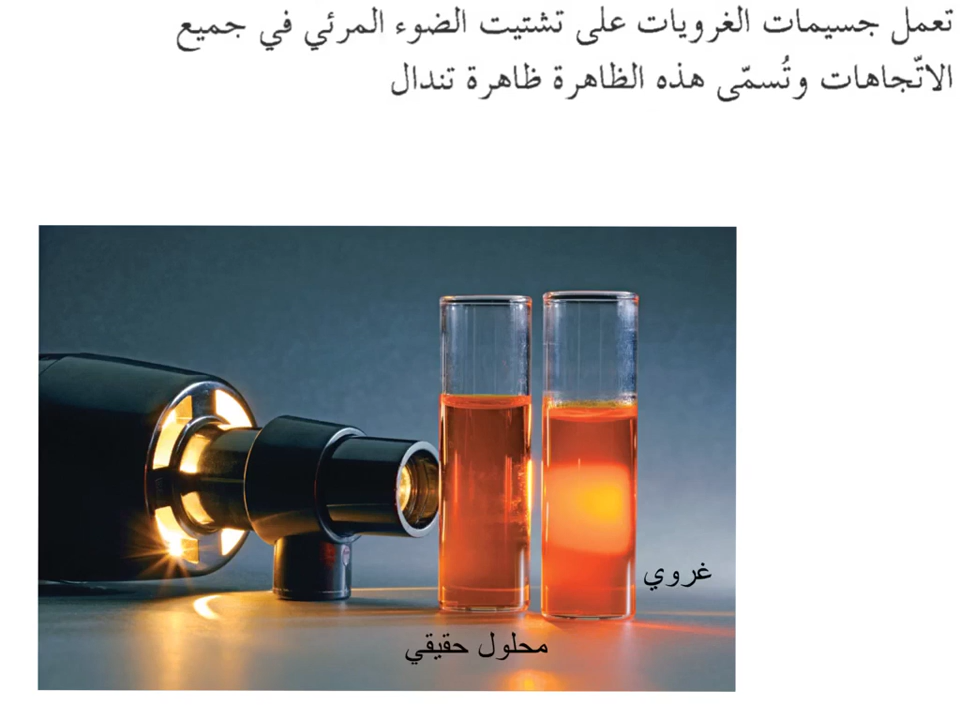 تعمل جسيمات الغرويات على تشتيت الضوء المرئي في جميع
الاتّجاهات وتُسمّى هذه الظاهرة ظاهرة تندال
غروي
محلول حقيقي